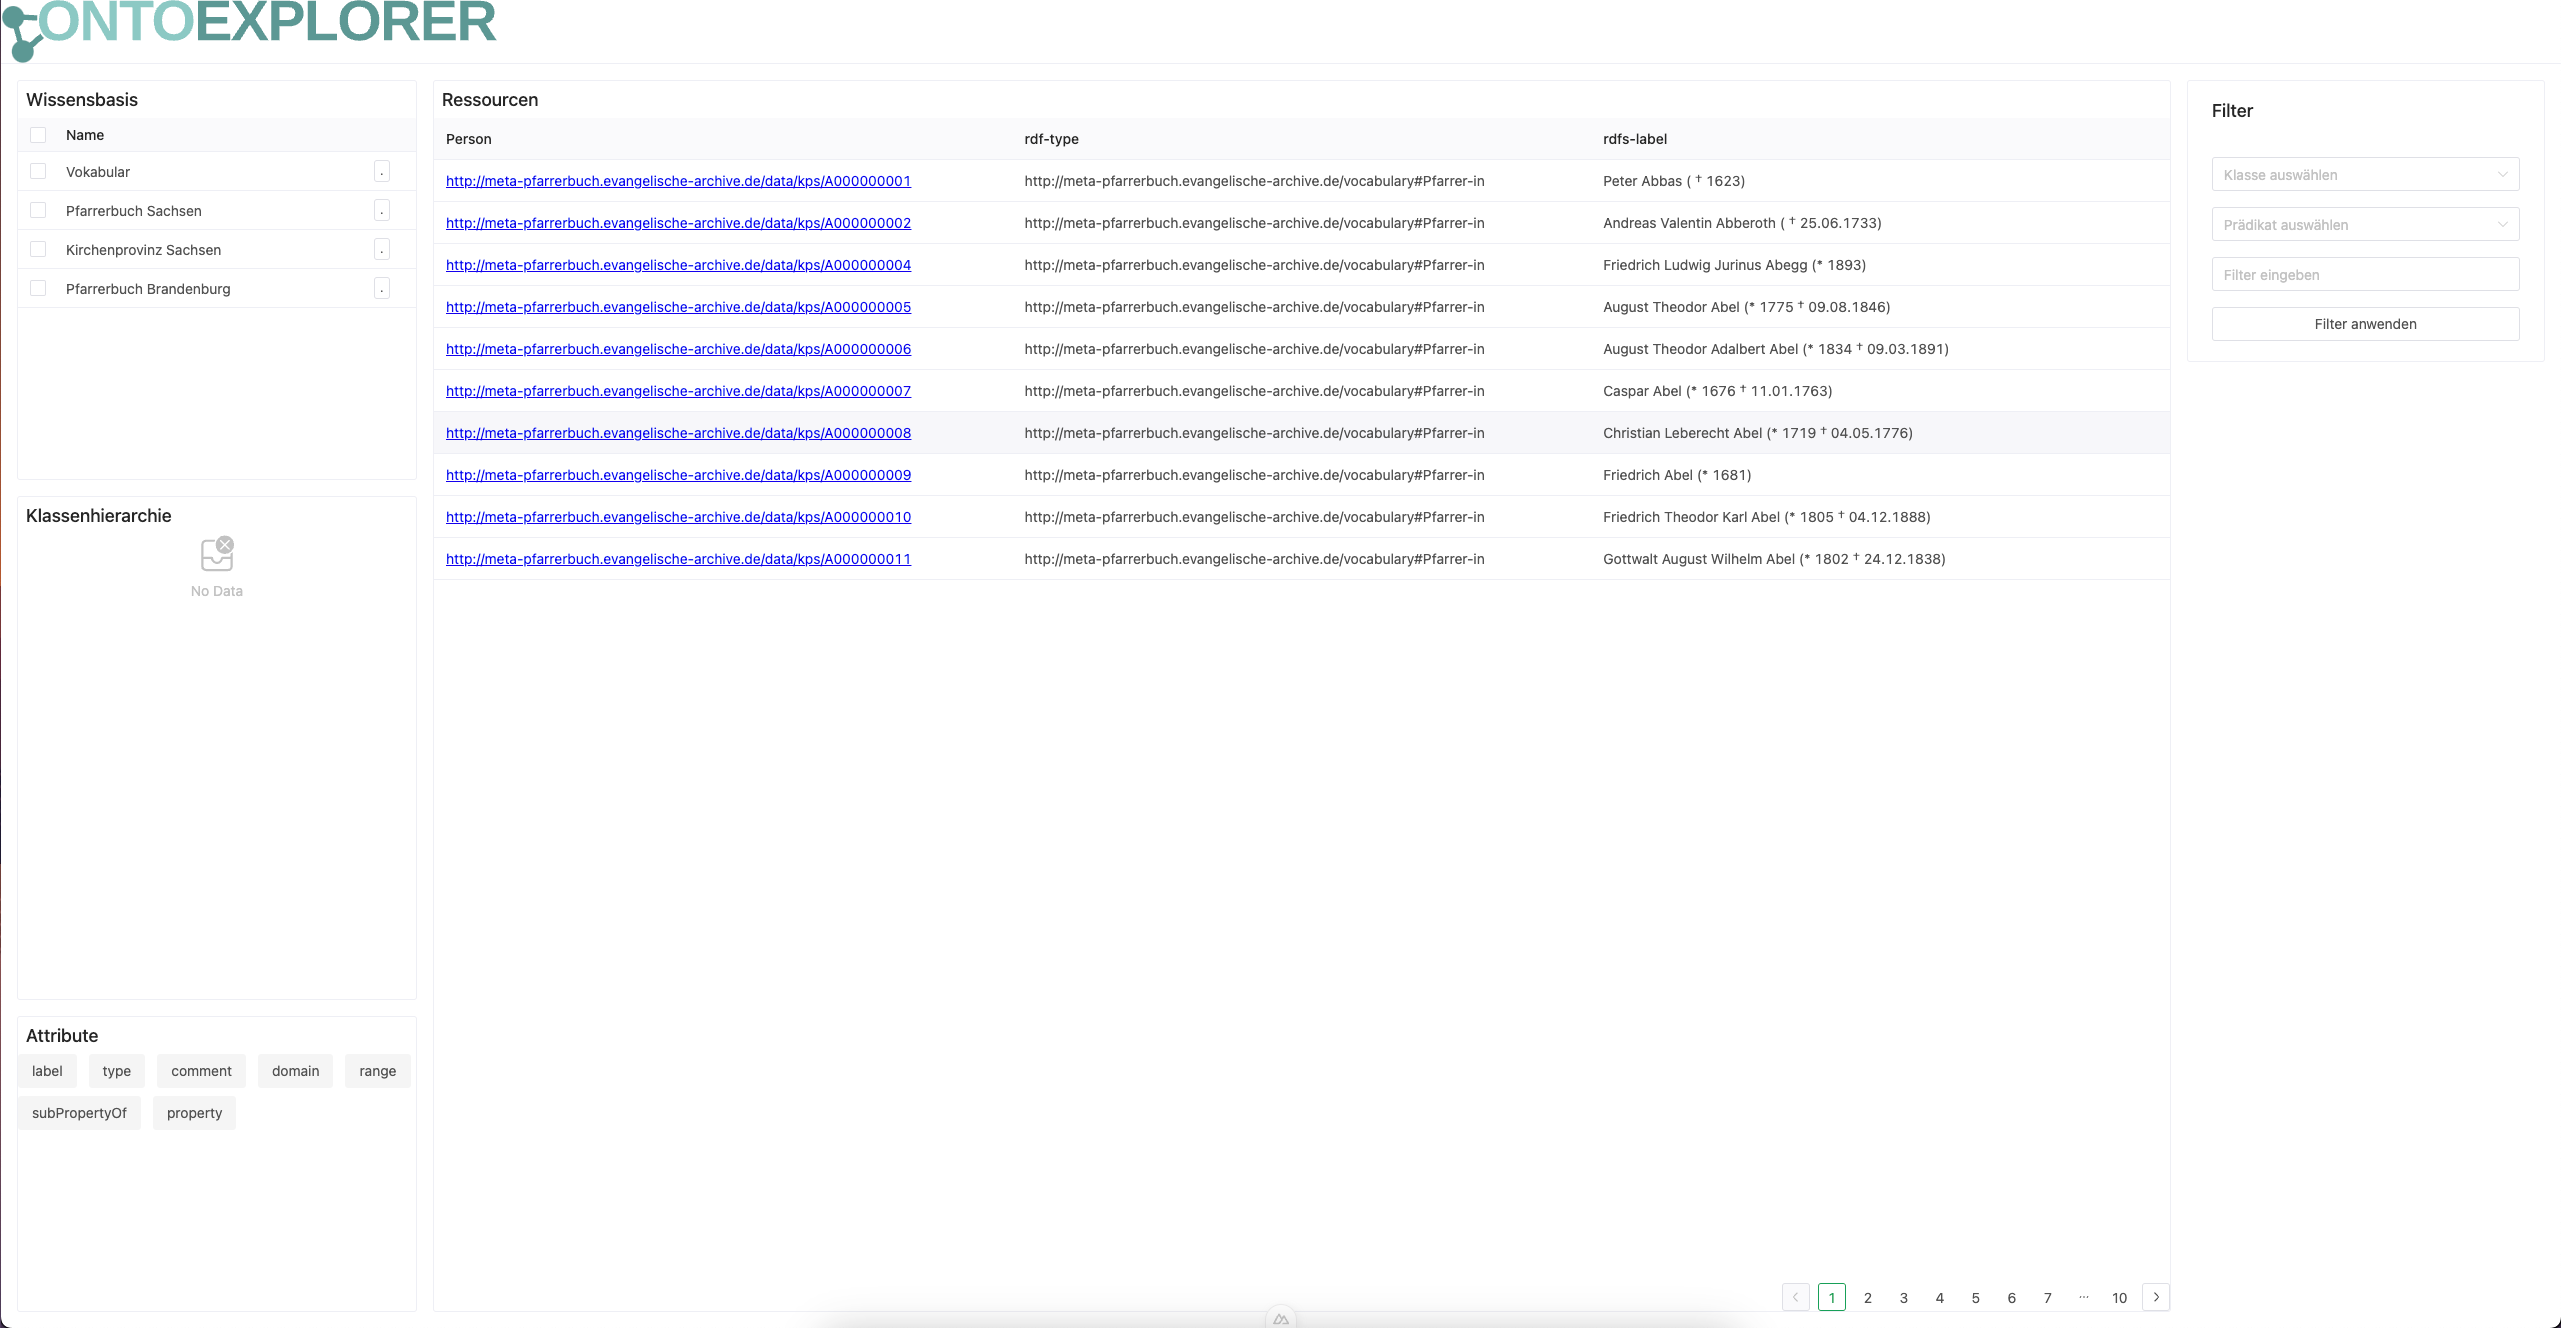 ONTOEXPLORER
Wissensbasis
Name
Vokabular .
Pfarrerbuch Sachsen .
Kirchenprovinz Sachsen .
Pfarrerbuch Brandenburg .
Klassenhierarchie
No Data
Attribute
label type comment domain range
subPropertyOf property
Ressourcen
Person rdf-type rdfs-label
http://meta-pfarrerbuch.evangelische-archive.de/data/kps/A000000001 http://meta-pfarrerbuch.evangelische-archive.de/vocabulary#Pfarrer-in Peter Abbas ( † 1623)
http://meta-pfarrerbuch.evangelische-archive.de/data/kps/A000000002 http://meta-pfarrerbuch.evangelische-archive.de/vocabulary#Pfarrer-in Andreas Valentin Abberoth ( † 25.06.1733)
http://meta-pfarrerbuch.evangelische-archive.de/data/kps/A000000004 http://meta-pfarrerbuch.evangelische-archive.de/vocabulary#Pfarrer-in Friedrich Ludwig Jurinus Abegg (* 1893)
http://meta-pfarrerbuch.evangelische-archive.de/data/kps/A000000005 http://meta-pfarrerbuch.evangelische-archive.de/vocabulary#Pfarrer-in August Theodor Abel (* 1775 † 09.08.1846)
http://meta-pfarrerbuch.evangelische-archive.de/data/kps/A000000006 http://meta-pfarrerbuch.evangelische-archive.de/vocabulary#Pfarrer-in August Theodor Adalbert Abel (* 1834 † 09.03.1891)
http://meta-pfarrerbuch.evangelische-archive.de/data/kps/A000000007 http://meta-pfarrerbuch.evangelische-archive.de/vocabulary#Pfarrer-in Caspar Abel (* 1676 † 11.01.1763)
http://meta-pfarrerbuch.evangelische-archive.de/data/kps/A000000008 http://meta-pfarrerbuch.evangelische-archive.de/vocabulary#Pfarrer-in Christian Leberecht Abel (* 1719 † 04.05.1776)
http://meta-pfarrerbuch.evangelische-archive.de/data/kps/A000000009 http://meta-pfarrerbuch.evangelische-archive.de/vocabulary#Pfarrer-in Friedrich Abel (* 1681)
http://meta-pfarrerbuch.evangelische-archive.de/data/kps/A000000010 http://meta-pfarrerbuch.evangelische-archive.de/vocabulary#Pfarrer-in Friedrich Theodor Karl Abel (* 1805 † 04.12.1888)
http://meta-pfarrerbuch.evangelische-archive.de/data/kps/A000000011 http://meta-pfarrerbuch.evangelische-archive.de/vocabulary#Pfarrer-in Gottwalt August Wilhelm Abel (* 1802 † 24.12.1838)
1 2 3 4 5 6 7 ··· 10
Filter
Klasse auswählen
Prädikat auswählen
Filter eingeben
Filter anwenden